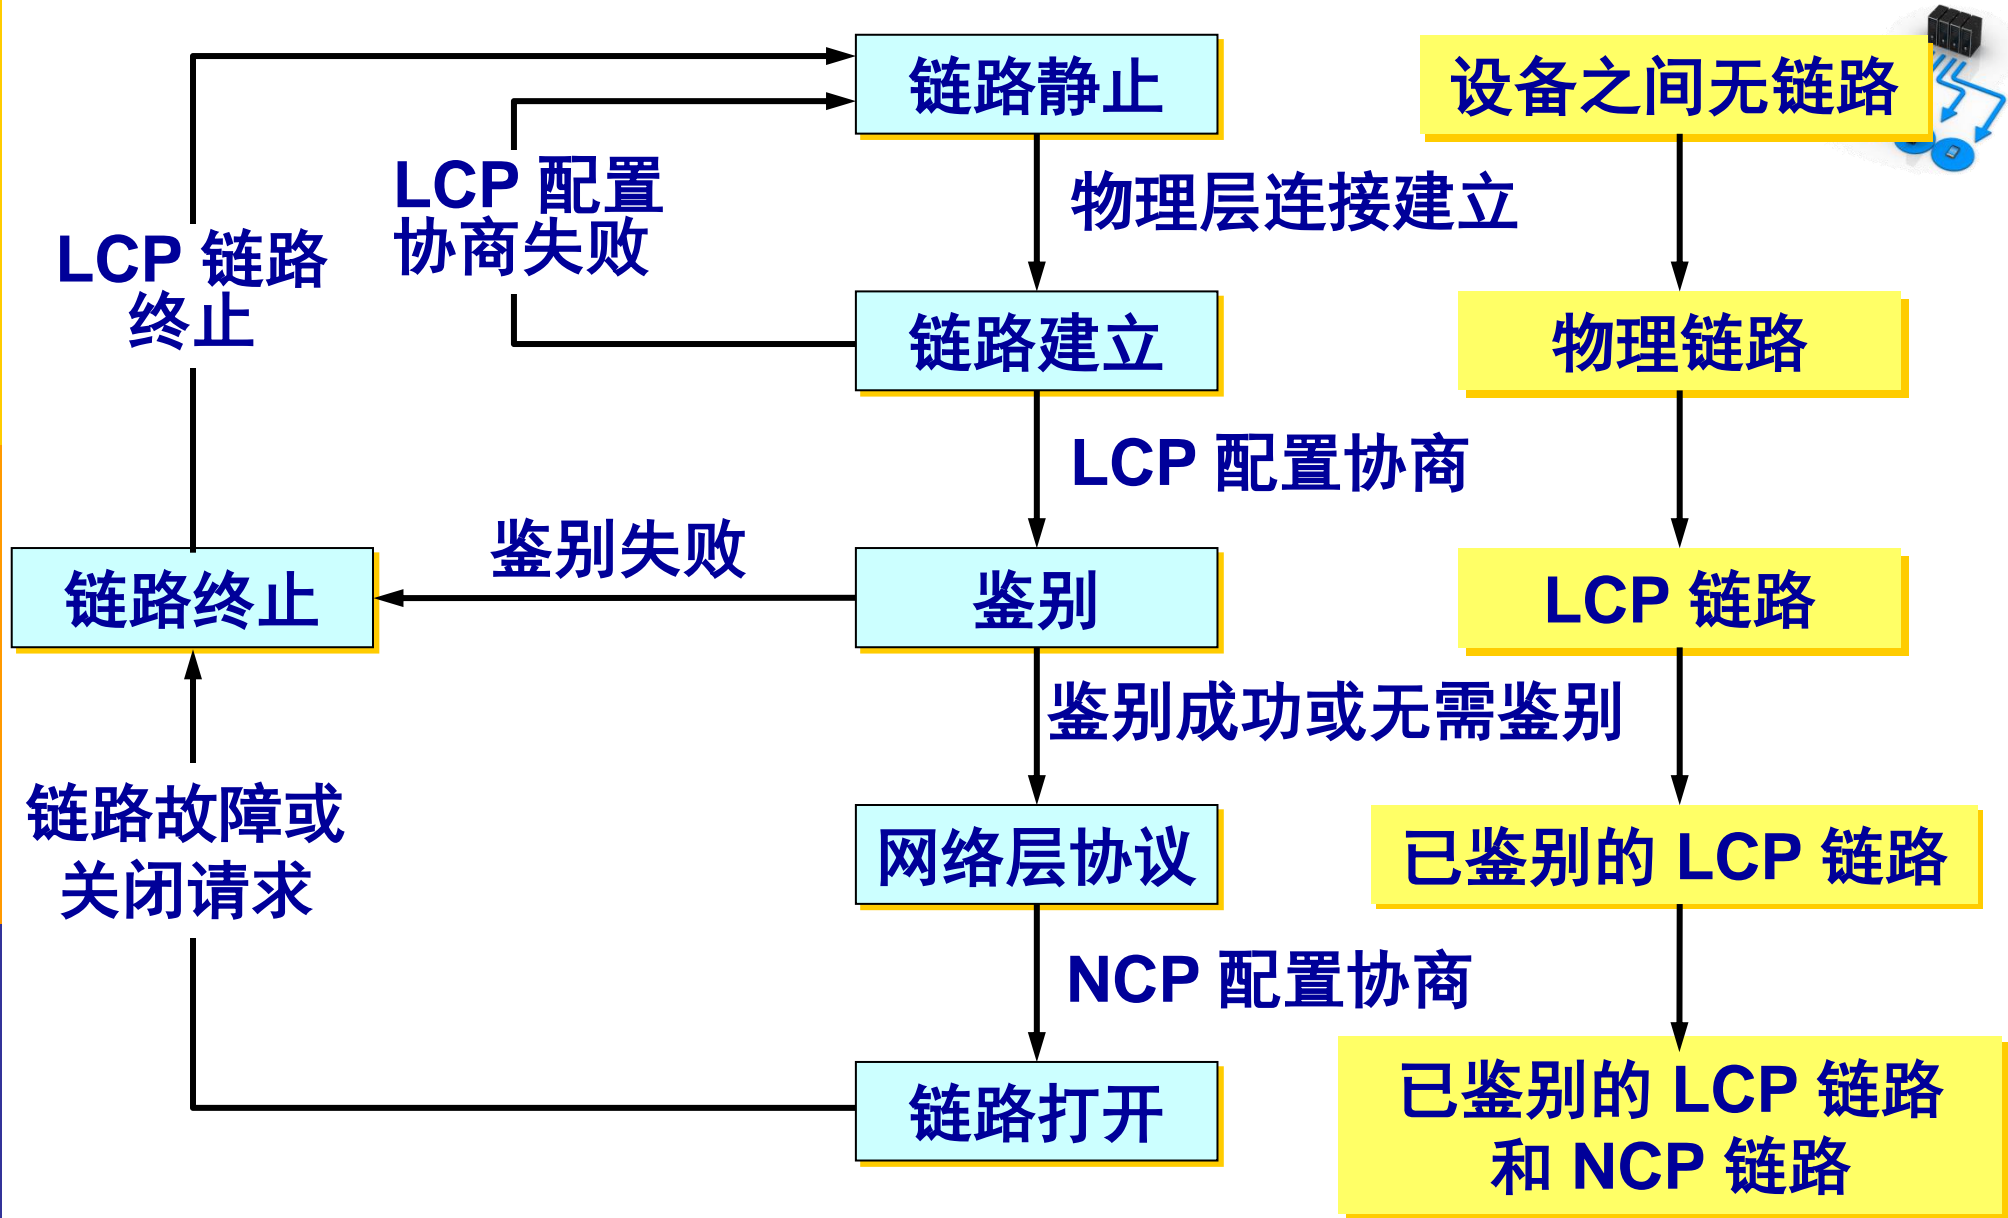 链路静止
设备之间无链路
LCP 配置
协商失败
物理层连接建立
LCP 链路
终止
链路建立
物理链路
LCP 配置协商
鉴别失败
链路终止
鉴别
LCP 链路
鉴别成功或无需鉴别
链路故障或
关闭请求
网络层协议
已鉴别的 LCP 链路
NCP 配置协商
链路打开
已鉴别的 LCP 链路
和 NCP 链路